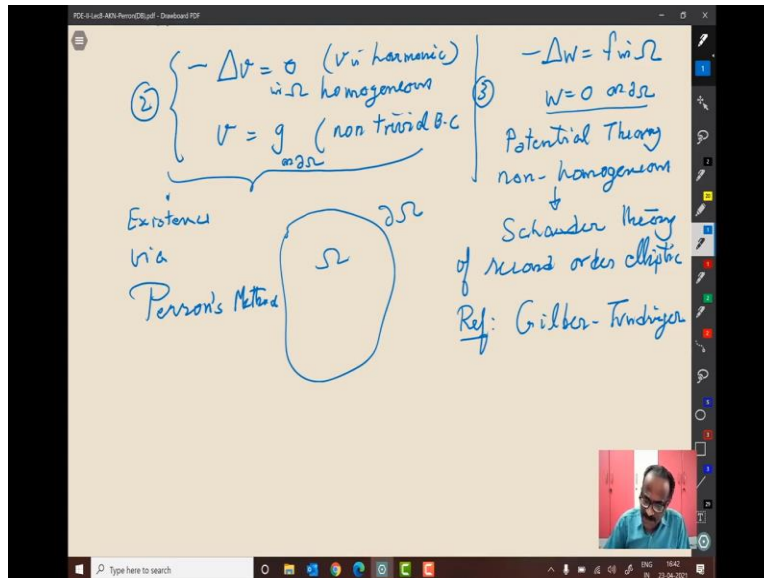 PDE-II-Lec8-AKN-Perron(DB).pdf - Drawboard PDF
② { - Δv = 0 (v is harmonic)
in Ω homogeneous
v = g (non trivial B.C
on ∂Ω
Existence
via
Perron's Method
Ω
∂Ω
③ -Δw = f in Ω
w = 0 on ∂Ω
Potential Theory
non-homogeneous
↓
Schauder Theory
of second order elliptic
Ref: Gilber-Trudinger
Type here to search
ENG
IN
16:42
23-04-2021